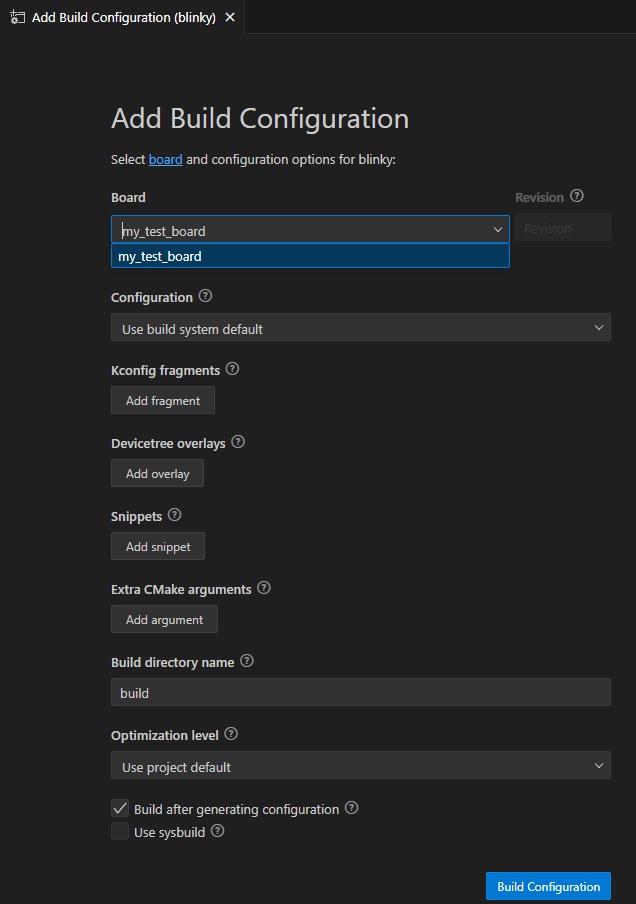 Add Build Configuration (blinky)
Add Build Configuration
Select board and configuration options for blinky:
Board
Revision
my_test_board
Revision
my_test_board
Configuration
Use build system default
Kconfig fragments
Add fragment
Devicetree overlays
Add overlay
Snippets
Add snippet
Extra CMake arguments
Add argument
Build directory name
build
Optimization level
Use project default
Build after generating configuration
Use sysbuild
Build Configuration